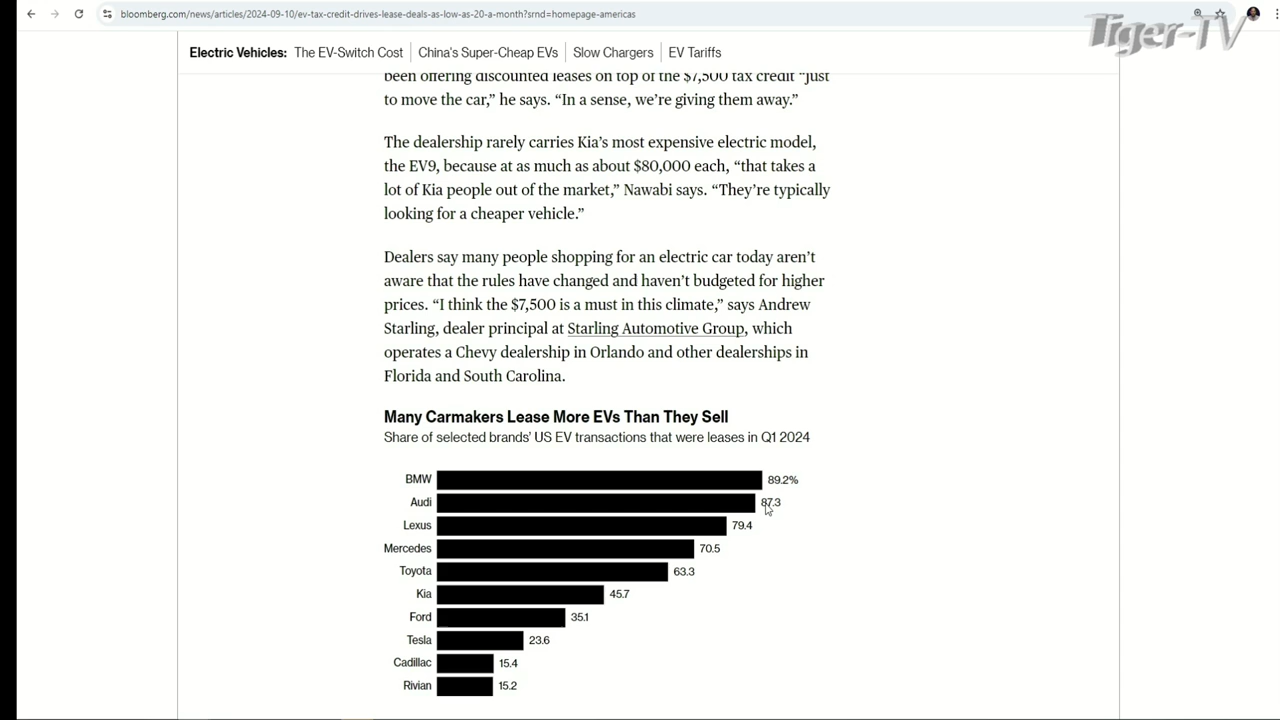 bloomberg.com/news/articles/2024-09-10/ev-tax-credit-drives-lease-deals-as-low-as-20-a-month?srnd=homepage-americas
Tiger-TV
Electric Vehicles: The EV-Switch Cost China's Super-Cheap EVs Slow Chargers EV Tariffs
been offering discounted leases on top of the $7,500 tax credit “just
to move the car,” he says. “In a sense, we’re giving them away.”
The dealership rarely carries Kia’s most expensive electric model,
the EV9, because at as much as about $80,000 each, “that takes a
lot of Kia people out of the market,” Nawabi says. “They’re typically
looking for a cheaper vehicle.”
Dealers say many people shopping for an electric car today aren’t
aware that the rules have changed and haven’t budgeted for higher
prices. “I think the $7,500 is a must in this climate,” says Andrew
Starling, dealer principal at Starling Automotive Group, which
operates a Chevy dealership in Orlando and other dealerships in
Florida and South Carolina.
Many Carmakers Lease More EVs Than They Sell
Share of selected brands’ US EV transactions that were leases in Q1 2024
BMW 89.2%
Audi 87.3
Lexus 79.4
Mercedes 70.5
Toyota 63.3
Kia 45.7
Ford 35.1
Tesla 23.6
Cadillac 15.4
Rivian 15.2